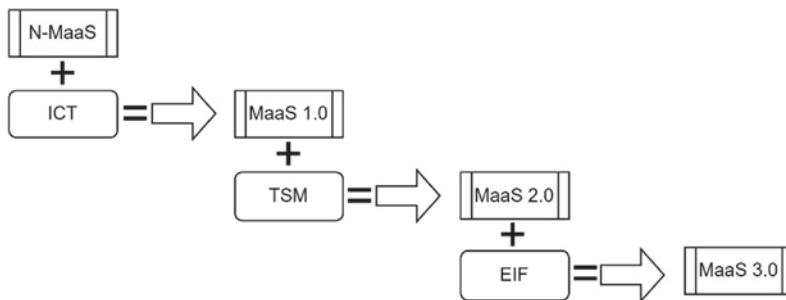 N-MaaS
+
ICT = MaaS 1.0
+
TSM = MaaS 2.0
+
EIF = MaaS 3.0